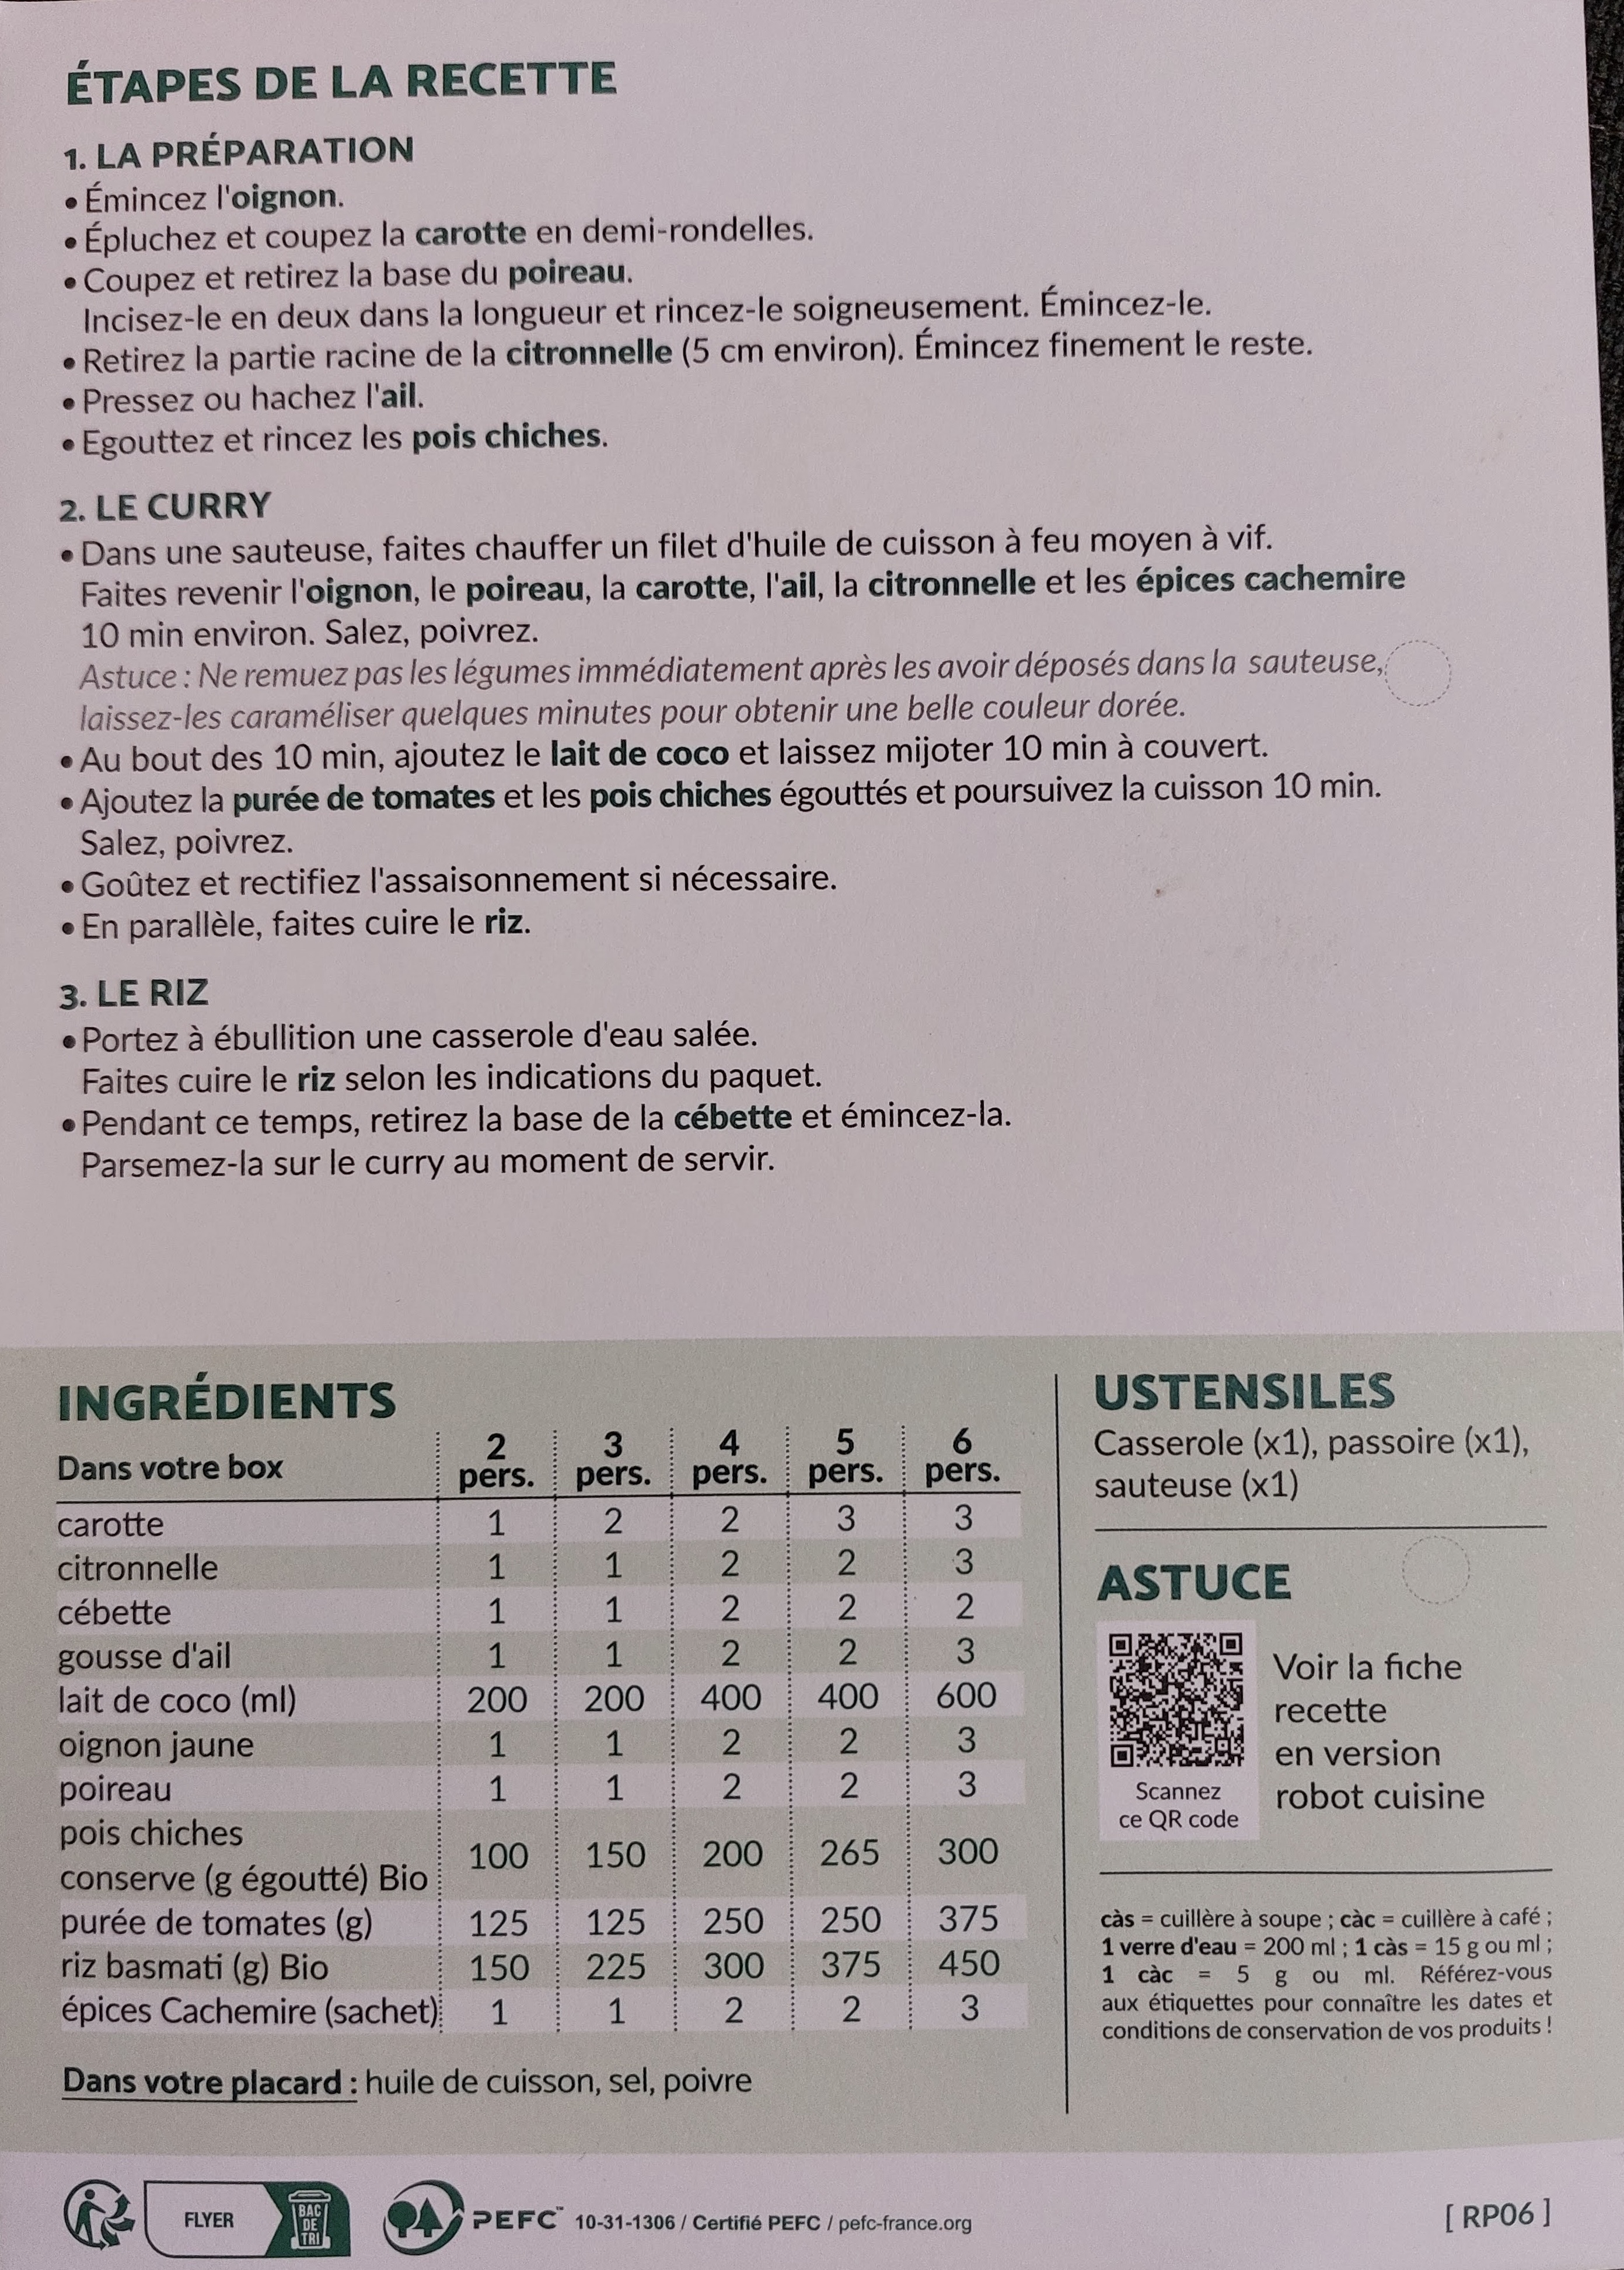 ÉTAPES DE LA RECETTE
1. LA PRÉPARATION
• Émincez l'oignon.
• Épluchez et coupez la carotte en demi-rondelles.
• Coupez et retirez la base du poireau.
Incisez-le en deux dans la longueur et rincez-le soigneusement. Émincez-le.
• Retirez la partie racine de la citronnelle (5 cm environ). Émincez finement le reste.
• Pressez ou hachez l'ail.
• Egouttez et rincez les pois chiches.
2. LE CURRY
• Dans une sauteuse, faites chauffer un filet d'huile de cuisson à feu moyen à vif.
Faites revenir l'oignon, le poireau, la carotte, l'ail, la citronnelle et les épices cachemire
10 min environ. Salez, poivrez.
Astuce : Ne remuez pas les légumes immédiatement après les avoir déposés dans la sauteuse,
laissez-les caraméliser quelques minutes pour obtenir une belle couleur dorée.
• Au bout des 10 min, ajoutez le lait de coco et laissez mijoter 10 min à couvert.
• Ajoutez la purée de tomates et les pois chiches égouttés et poursuivez la cuisson 10 min.
Salez, poivrez.
• Goûtez et rectifiez l'assaisonnement si nécessaire.
• En parallèle, faites cuire le riz.
3. LE RIZ
• Portez à ébullition une casserole d'eau salée.
Faites cuire le riz selon les indications du paquet.
• Pendant ce temps, retirez la base de la cébette et émincez-la.
Parsemez-la sur le curry au moment de servir.
INGRÉDIENTS
Dans votre box 2 pers. 3 pers. 4 pers. 5 pers. 6 pers.
carotte 1 2 2 3 3
citronnelle 1 1 2 2 3
cébette 1 1 2 2 2
gousse d'ail 1 1 2 2 3
lait de coco (ml) 200 200 400 400 600
oignon jaune 1 1 2 2 3
poireau 1 1 2 2 3
pois chiches
conserve (g égoutté) Bio 100 150 200 265 300
purée de tomates (g) 125 125 250 250 375
riz basmati (g) Bio 150 225 300 375 450
épices Cachemire (sachet) 1 1 2 2 3
Dans votre placard : huile de cuisson, sel, poivre
USTENSILES
Casserole (x1), passoire (x1),
sauteuse (x1)
ASTUCE
Scannez
ce QR code
Voir la fiche
recette
en version
robot cuisine
càs = cuillère à soupe ; càc = cuillère à café ;
1 verre d'eau = 200 ml ; 1 càs = 15 g ou ml ;
1 càc = 5 g ou ml. Référez-vous
aux étiquettes pour connaître les dates et
conditions de conservation de vos produits !
FLYER
BAC
DE
TRI
PEFC™ 10-31-1306 / Certifié PEFC / pefc-france.org
[ RP06 ]